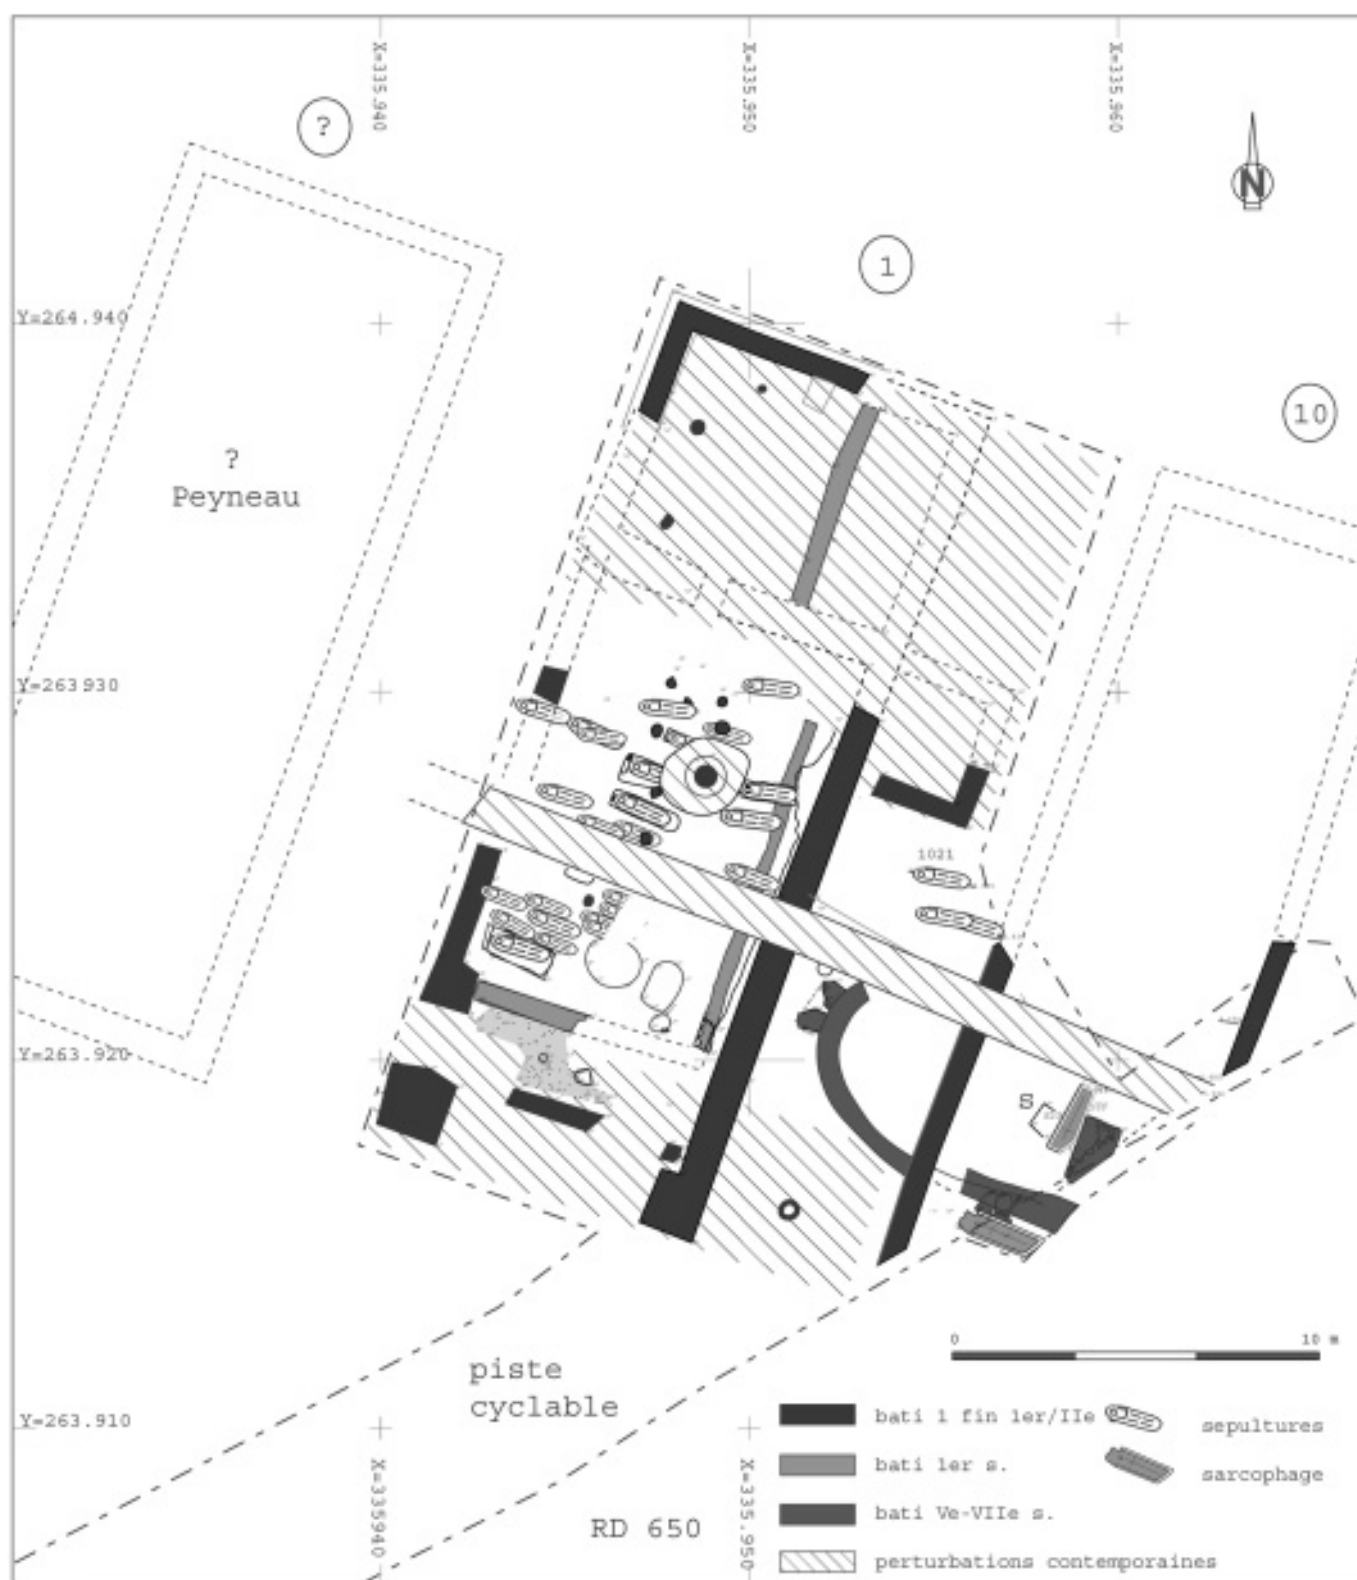 X=335.940
X=335.950
X=335.960
?
N
1
Y=264.940
10
?
Peyneau
Y=263930
1021
Y=263.920
S
0 10 m
piste
cyclable
Y=263.910
bati 1 fin 1er/IIe
sepultures
bati 1er s.
sarcophage
X=335940
X=335.950
bati Ve-VIIe s.
RD 650
perturbations contemporaines